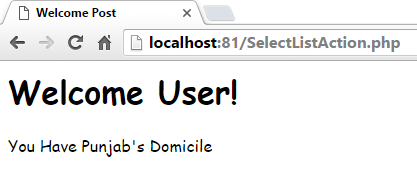 Welcome Post
localhost:81/SelectListAction.php
Welcome User!
You Have Punjab's Domicile